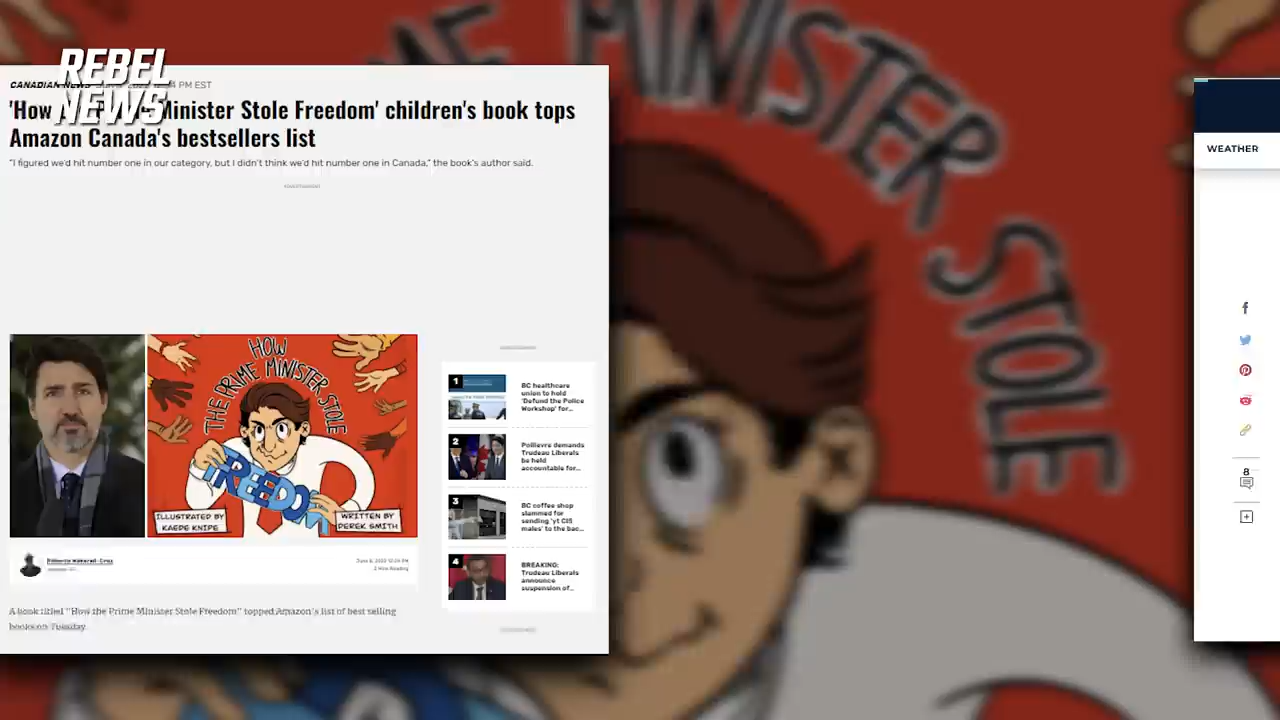 REBEL
NEWS
CANADIAN NEWS
PM EST
'How Minister Stole Freedom' children's book tops
Amazon Canada's bestsellers list
"I figured we'd hit number one in our category, but I didn't think we'd hit number one in Canada," the book's author said.
HOW
THE PRIME MINISTER STOLE
FREEDOM
ILLUSTRATED BY
KAEDE KNIPE
WRITTEN BY
DEREK SMITH
2 Mins Reading
A book titled "How the Prime Minister Stole Freedom" topped Amazon's list of best selling
books on Tuesday.
1
BC healthcare
union to hold
'Defund the Police
Workshop' for...
2
Poilievre demands
Trudeau Liberals
be held
accountable for...
3
BC coffee shop
slammed for
sending 'yt CIS
males' to the bac...
4
BREAKING:
Trudeau Liberals
announce
suspension of...
MINISTER STOLE
WEATHER
8